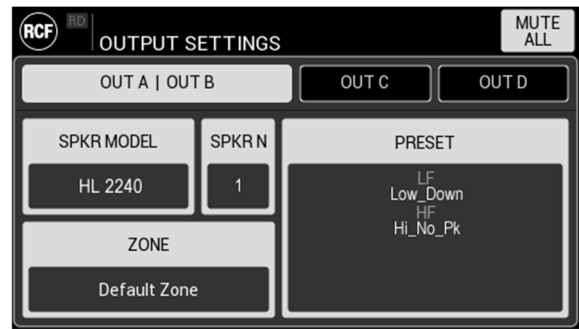 RCF
RD
OUTPUT SETTINGS
MUTE
ALL
OUT A | OUT B
OUT C
OUT D
SPKR MODEL
SPKR N
PRESET
HL 2240
1
LF
Low_Down
HF
Hi_No_Pk
ZONE
Default Zone